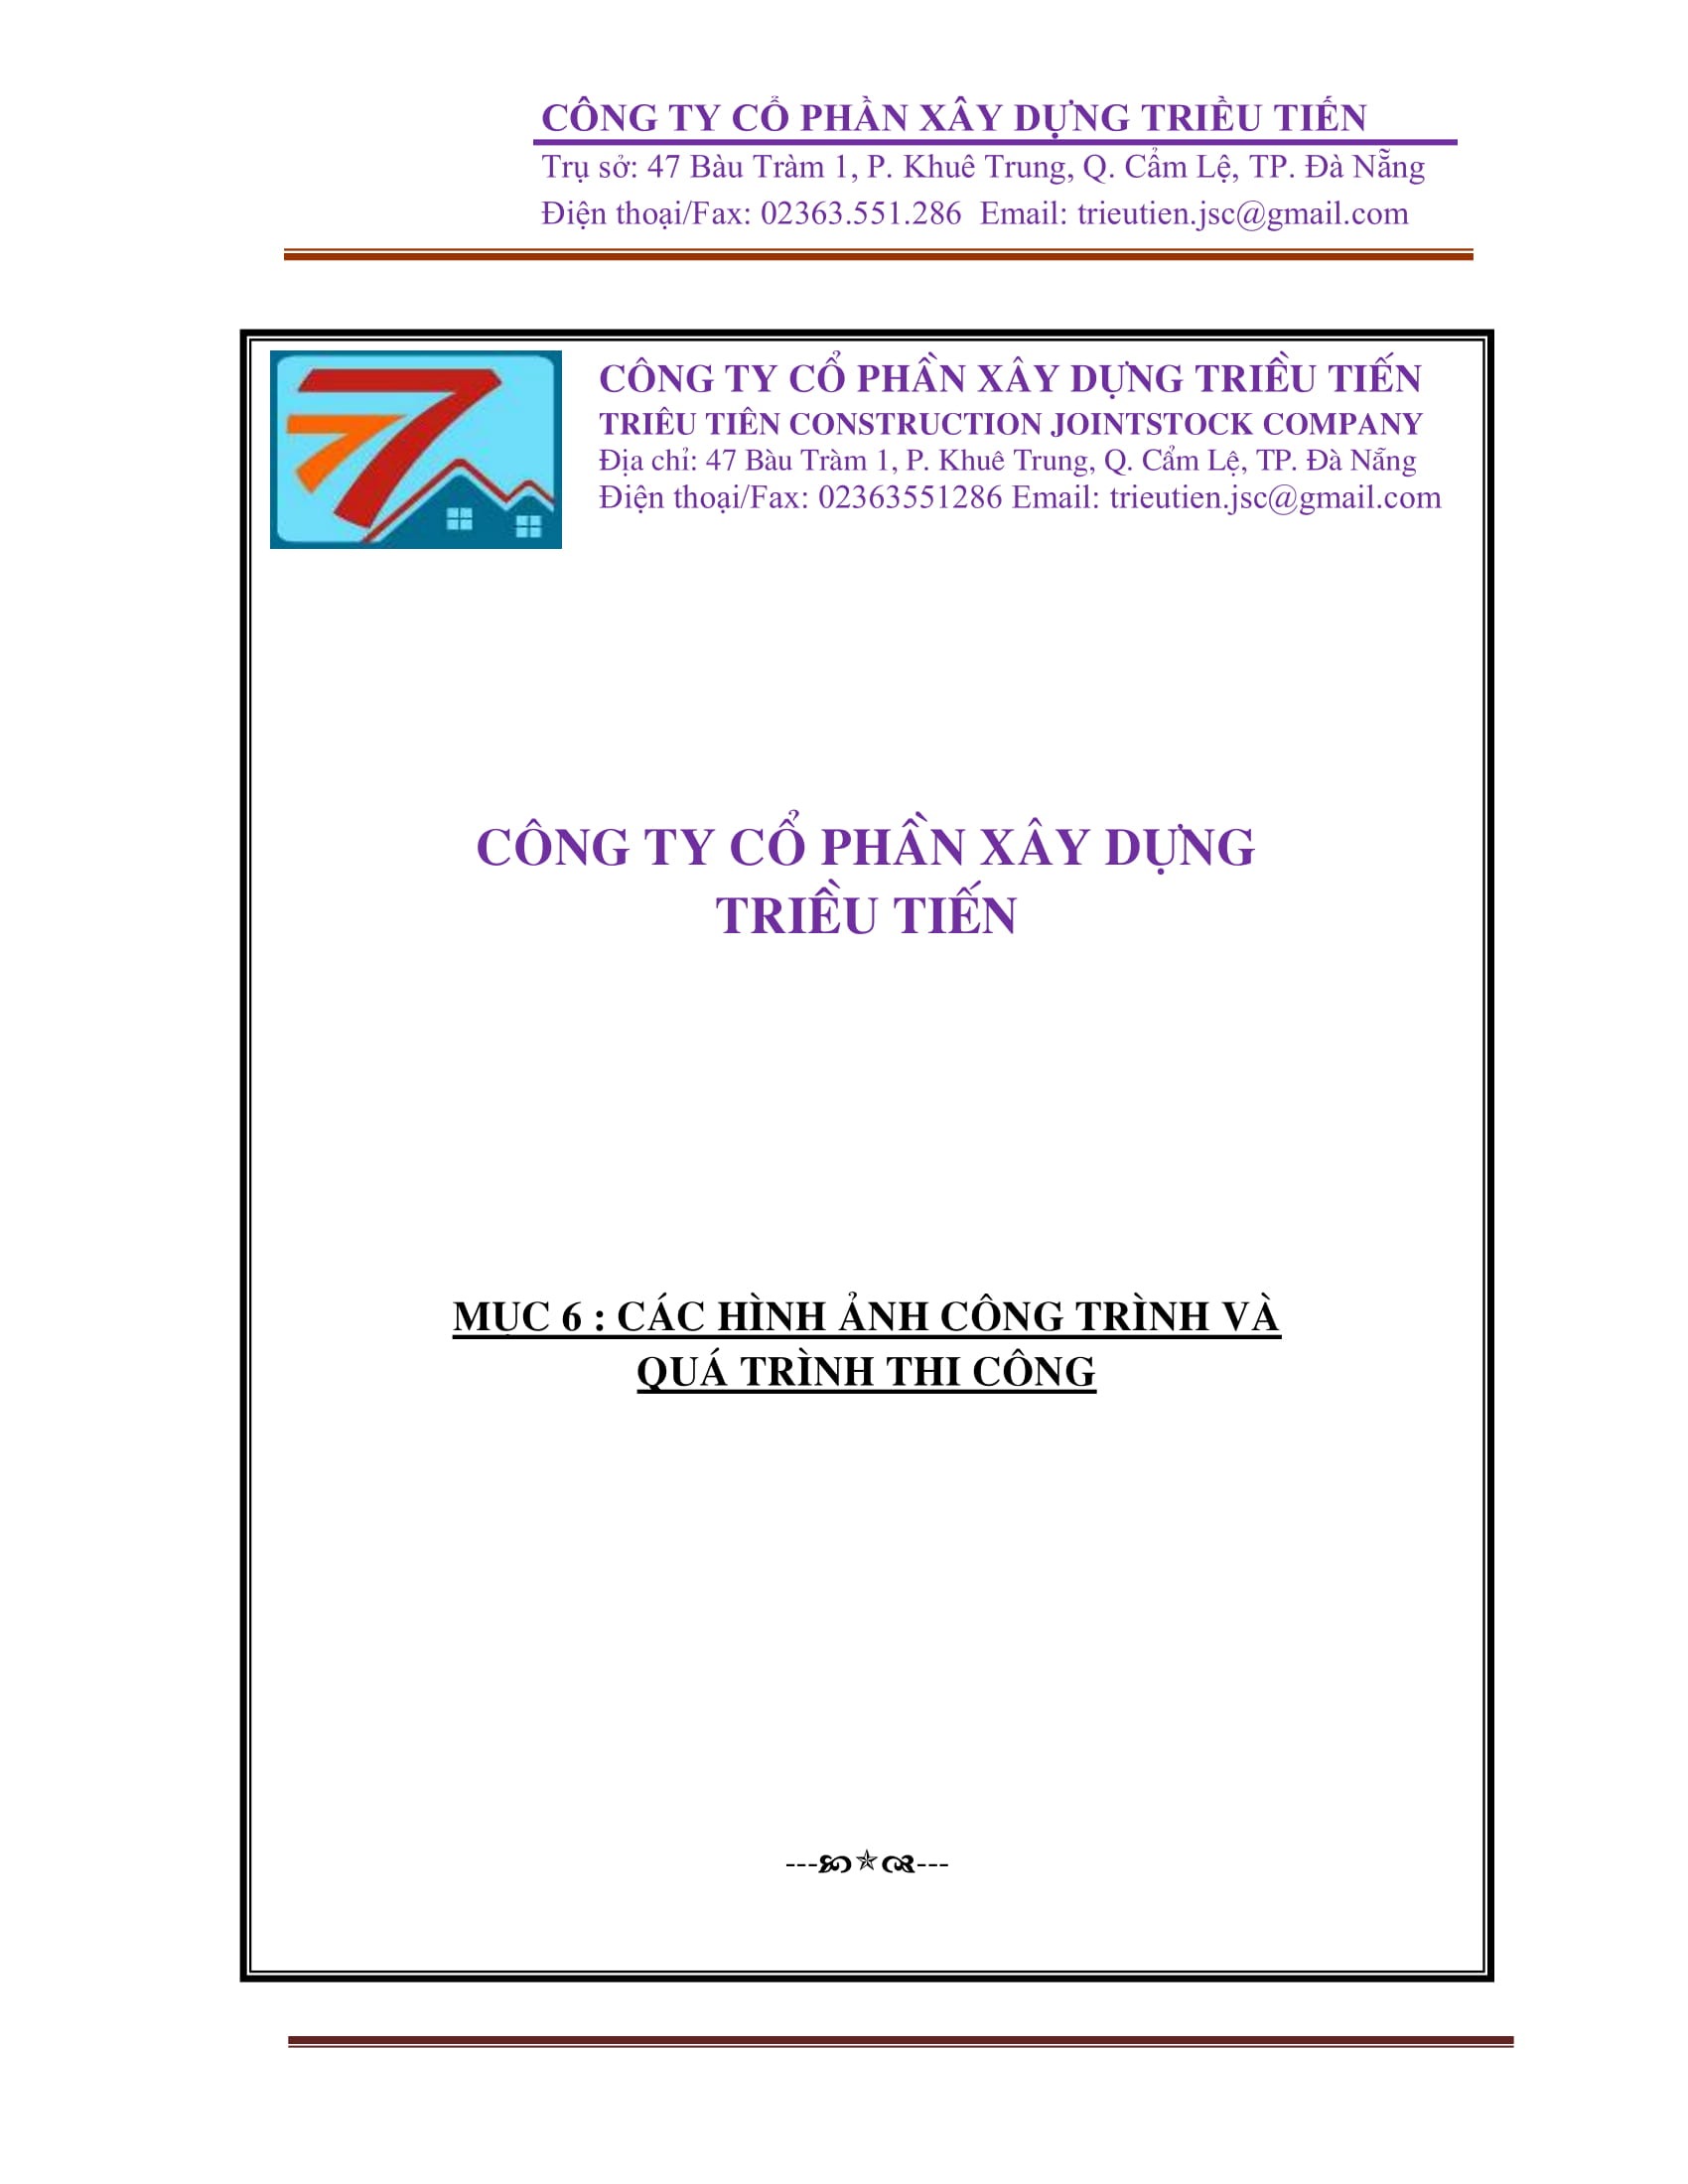 CÔNG TY CỔ PHẦN XÂY DỰNG TRIỀU TIẾN
Trụ sở: 47 Bàu Tràm 1, P. Khuê Trung, Q. Cẩm Lệ, TP. Đà Nẵng
Điện thoại/Fax: 02363.551.286 Email: trieutien.jsc@gmail.com
CÔNG TY CỔ PHẦN XÂY DỰNG TRIỀU TIẾN
TRIÊU TIÊN CONSTRUCTION JOINTSTOCK COMPANY
Địa chỉ: 47 Bàu Tràm 1, P. Khuê Trung, Q. Cẩm Lệ, TP. Đà Nẵng
Điện thoại/Fax: 02363551286 Email: trieutien.jsc@gmail.com
CÔNG TY CỔ PHẦN XÂY DỰNG
TRIỀU TIẾN
MỤC 6 : CÁC HÌNH ẢNH CÔNG TRÌNH VÀ
QUÁ TRÌNH THI CÔNG